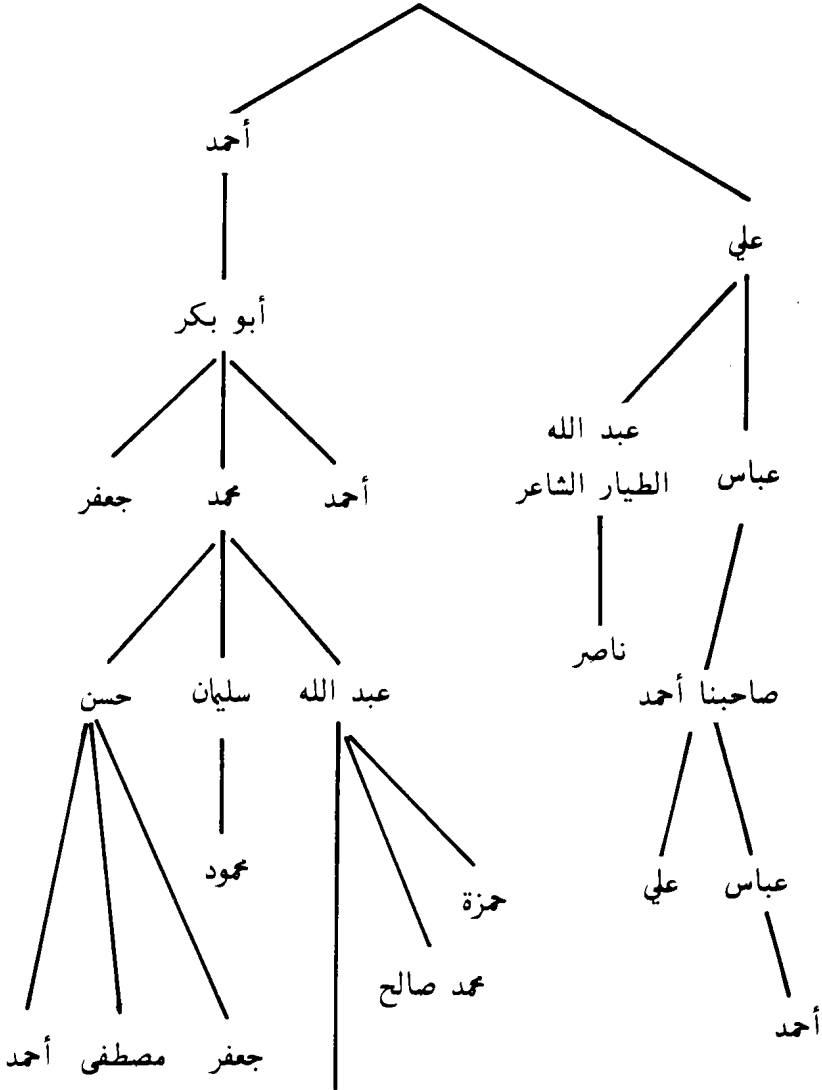 أحمد
علي
أبو بكر
عبد الله
الطيار الشاعر
عباس
أحمد
محمد
جعفر
ناصر
صاحبنا أحمد
عبد الله
سليمان
حسن
محمود
حمزة
عباس
علي
محمد صالح
أحمد
جعفر
مصطفى
أحمد